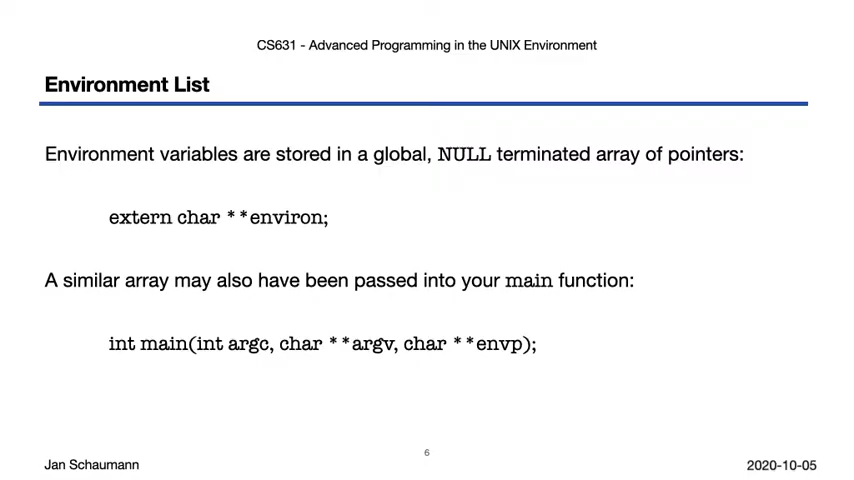 CS631 - Advanced Programming in the UNIX Environment
Environment List
Environment variables are stored in a global, NULL terminated array of pointers:
extern char **environ;
A similar array may also have been passed into your main function:
int main(int argc, char **argv, char **envp);
6
Jan Schaumann
2020-10-05